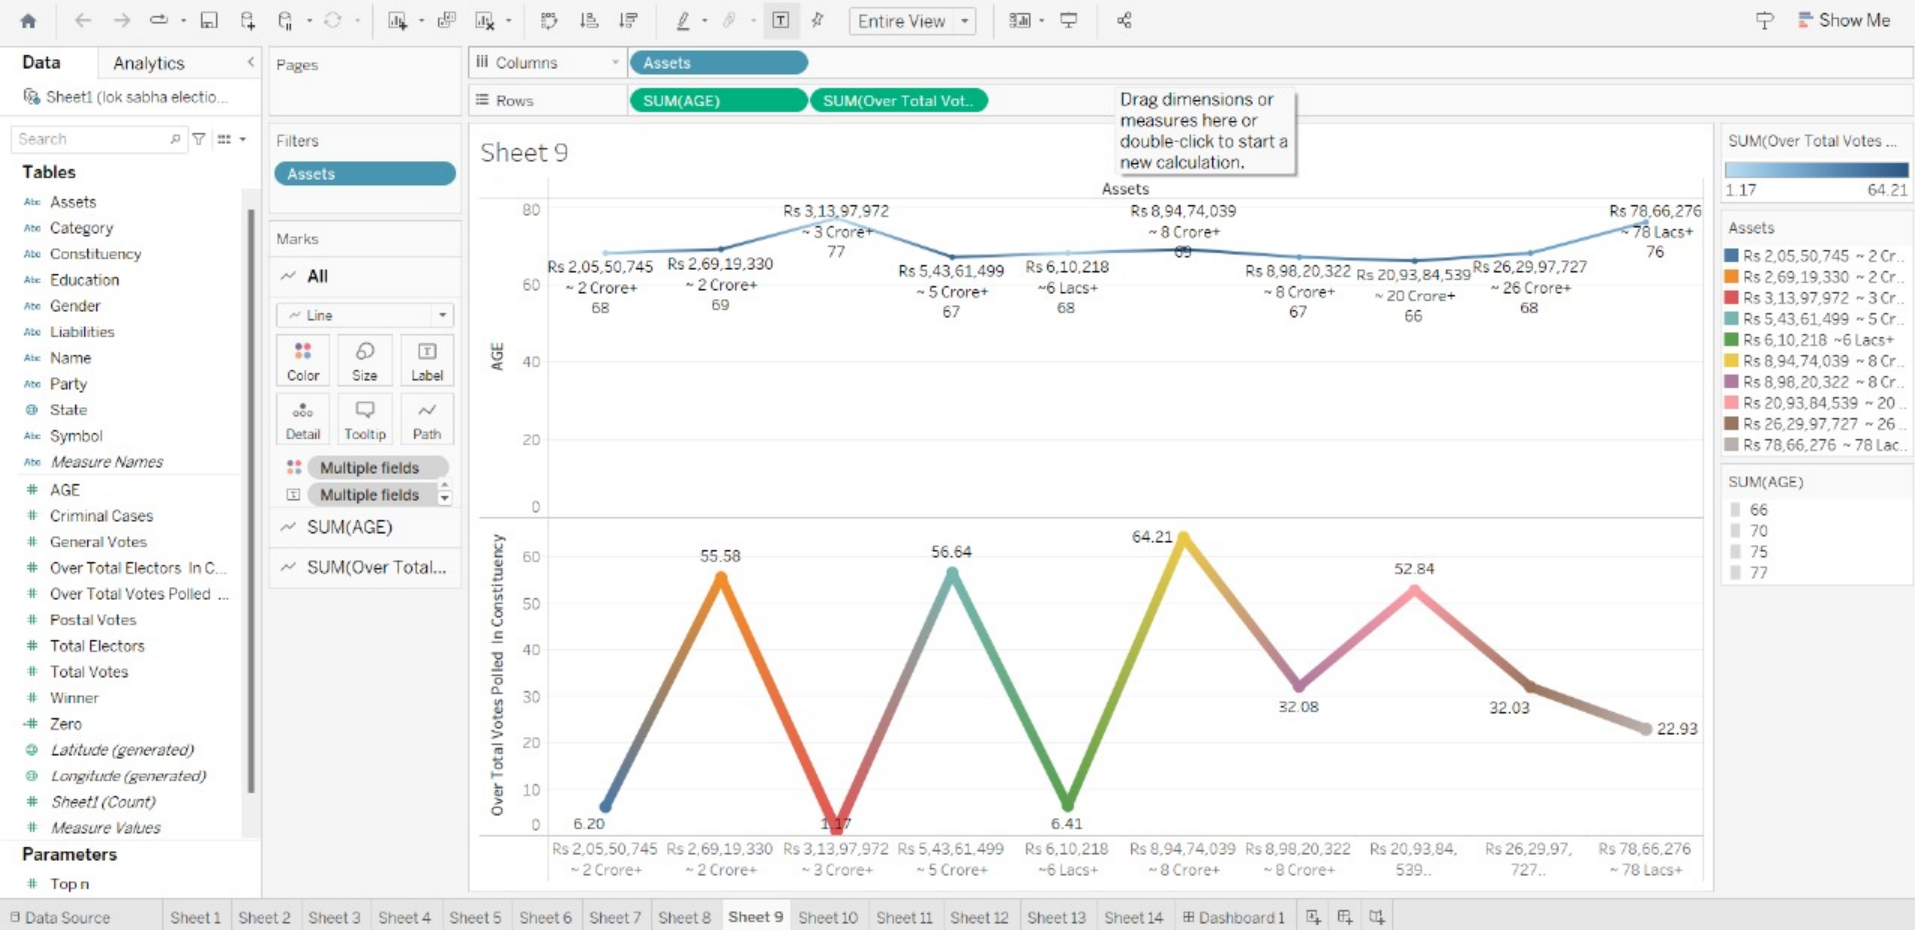 Entire View
Show Me
Data
Analytics
Sheet1 (lok sabha electio...
Search
Tables
Abc Assets
Abc Category
Abc Constituency
Abc Education
Abc Gender
Abc Liabilities
Abc Name
Abc Party
State
Abc Symbol
Abc Measure Names
# AGE
# Criminal Cases
# General Votes
# Over Total Electors In C...
# Over Total Votes Polled ...
# Postal Votes
# Total Electors
# Total Votes
# Winner
=# Zero
Latitude (generated)
Longitude (generated)
# Sheet1 (Count)
# Measure Values
Parameters
# Top n
Pages
Filters
Assets
Marks
All
Line
Color
Size
Label
Detail
Tooltip
Path
Multiple fields
Multiple fields
SUM(AGE)
SUM(Over Total...
Columns
Assets
Rows
SUM(AGE)
SUM(Over Total Vot..
Drag dimensions or
measures here or
double-click to start a
new calculation.
Sheet 9
Assets
AGE
80
60
40
20
0
Rs 2,05,50,745
~ 2 Crore+
68
Rs 2,69,19,330
~ 2 Crore+
69
Rs 3,13,97,972
~ 3 Crore+
77
Rs 5,43,61,499
~ 5 Crore+
67
Rs 6,10,218
~6 Lacs+
68
Rs 8,94,74,039
~ 8 Crore+
69
Rs 8,98,20,322
~ 8 Crore+
67
Rs 20,93,84,539
~ 20 Crore+
66
Rs 26,29,97,727
~ 26 Crore+
68
Rs 78,66,276
~ 78 Lacs+
76
Over Total Votes Polled In Constituency
60
50
40
30
20
10
0
6.20
55.58
1.17
56.64
6.41
64.21
32.08
52.84
32.03
22.93
Rs 2,05,50,745
~ 2 Crore+
Rs 2,69,19,330
~ 2 Crore+
Rs 3,13,97,972
~ 3 Crore+
Rs 5,43,61,499
~ 5 Crore+
Rs 6,10,218
~6 Lacs+
Rs 8,94,74,039
~ 8 Crore+
Rs 8,98,20,322
~ 8 Crore+
Rs 20,93,84,
539..
Rs 26,29,97,
727..
Rs 78,66,276
~ 78 Lacs+
SUM(Over Total Votes ...
1.17
64.21
Assets
Rs 2,05,50,745 ~ 2 Cr..
Rs 2,69,19,330 ~ 2 Cr..
Rs 3,13,97,972 ~ 3 Cr..
Rs 5,43,61,499 ~ 5 Cr..
Rs 6,10,218 ~6 Lacs+
Rs 8,94,74,039 ~ 8 Cr..
Rs 8,98,20,322 ~ 8 Cr..
Rs 20,93,84,539 ~ 20 ..
Rs 26,29,97,727 ~ 26 ..
Rs 78,66,276 ~ 78 Lac..
SUM(AGE)
66
70
75
77
Data Source
Sheet 1
Sheet 2
Sheet 3
Sheet 4
Sheet 5
Sheet 6
Sheet 7
Sheet 8
Sheet 9
Sheet 10
Sheet 11
Sheet 12
Sheet 13
Sheet 14
Dashboard 1